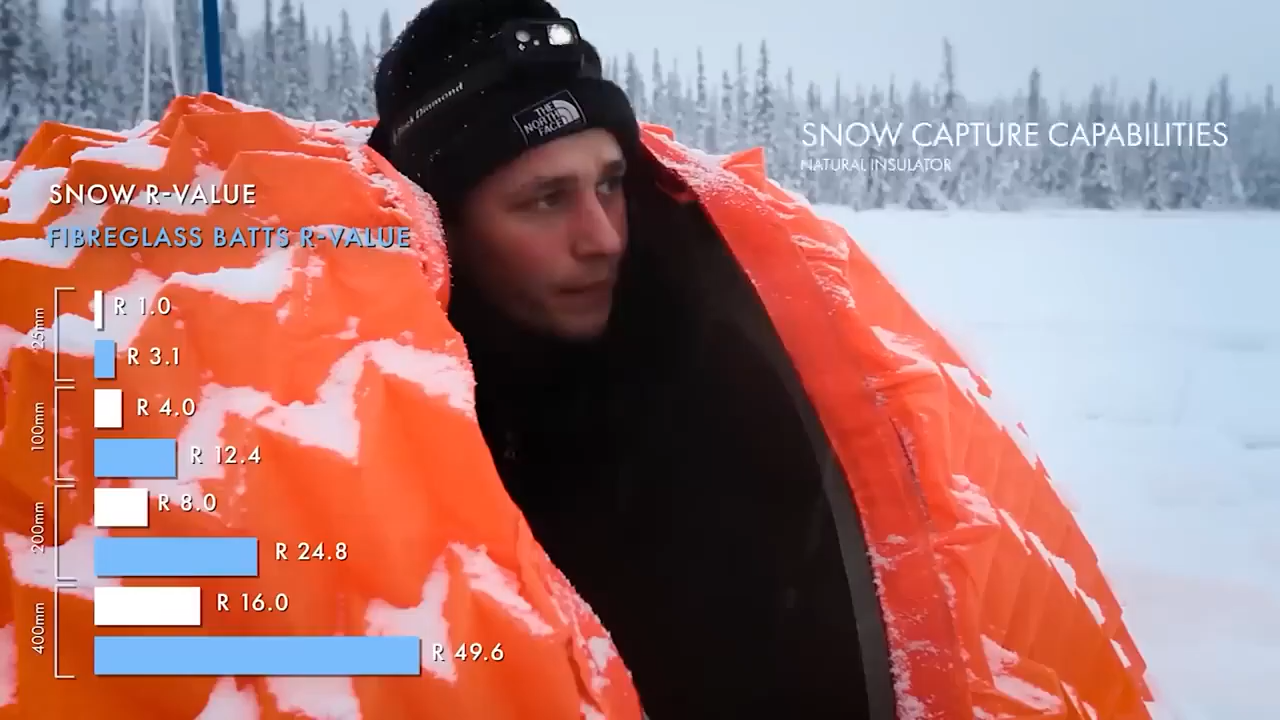 Black Diamond
THE
NORTH
FACE
SNOW CAPTURE CAPABILITIES
NATURAL INSULATOR
SNOW R-VALUE
FIBREGLASS BATTS R-VALUE
25mm
R 1.0
R 3.1
100mm
R 4.0
R 12.4
200mm
R 8.0
R 24.8
400mm
R 16.0
R 49.6